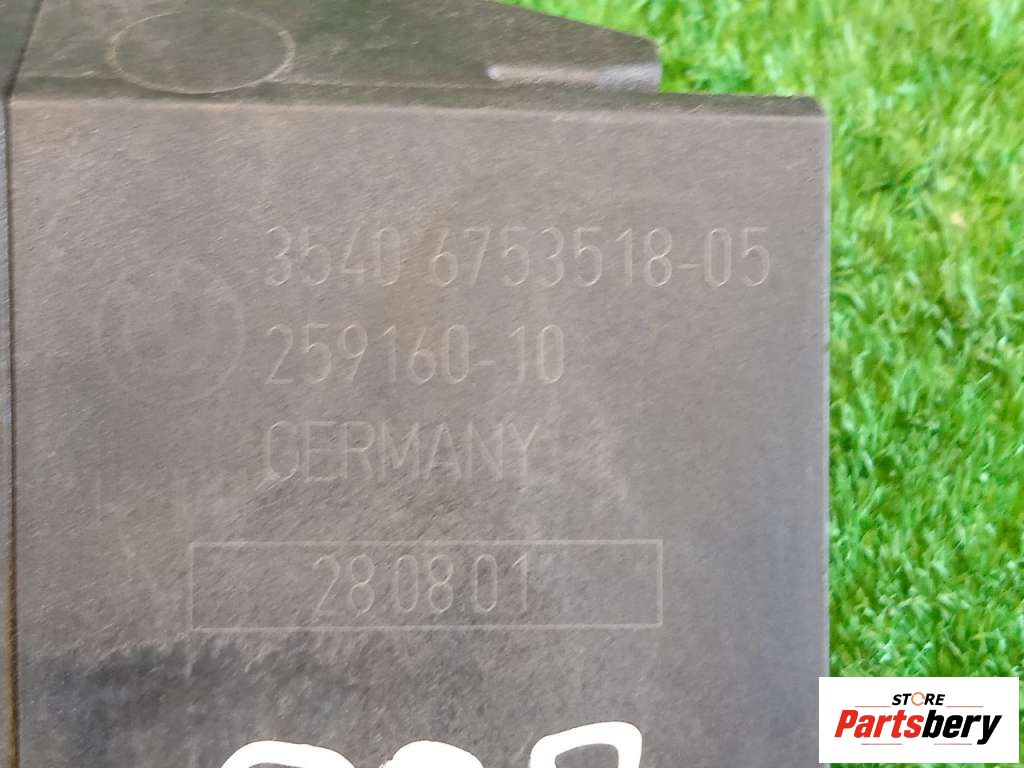 3540 6753518-05
259160-10
GERMANY
28.08.01
STORE
Partsbery